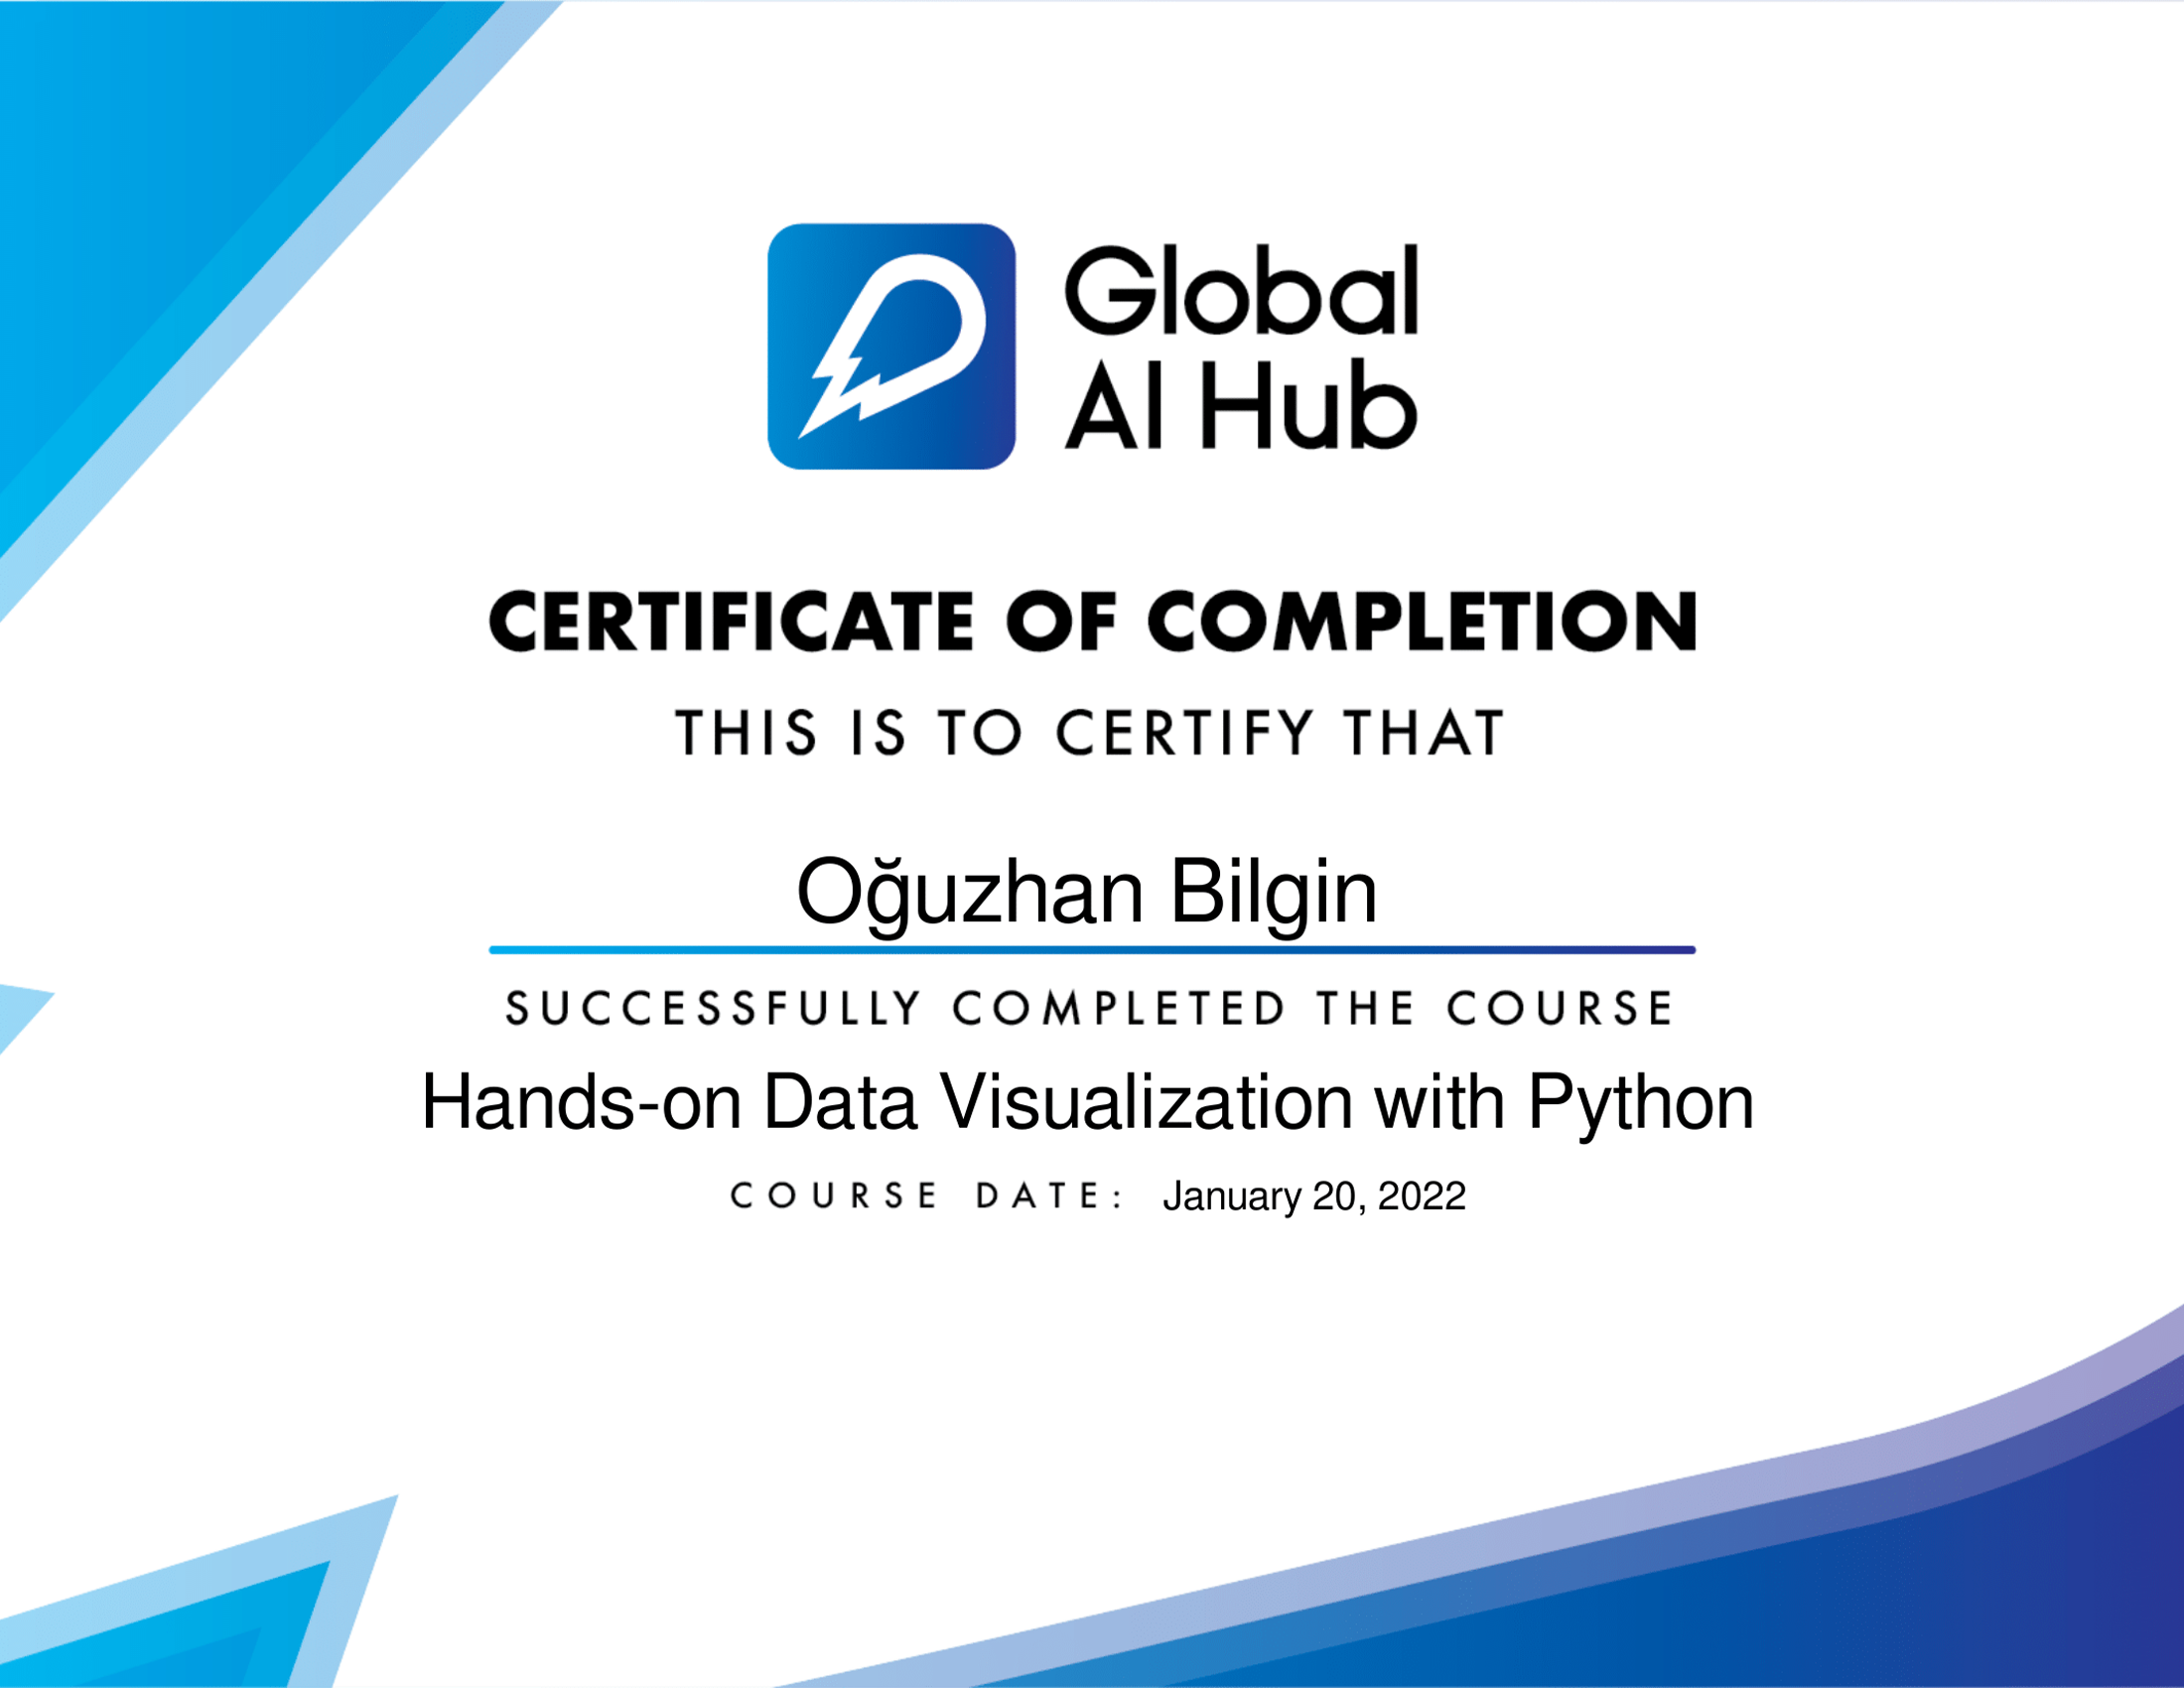 Global
AI Hub
CERTIFICATE OF COMPLETION
THIS IS TO CERTIFY THAT
Oğuzhan Bilgin
SUCCESSFULLY COMPLETED THE COURSE
Hands-on Data Visualization with Python
COURSE DATE: January 20, 2022